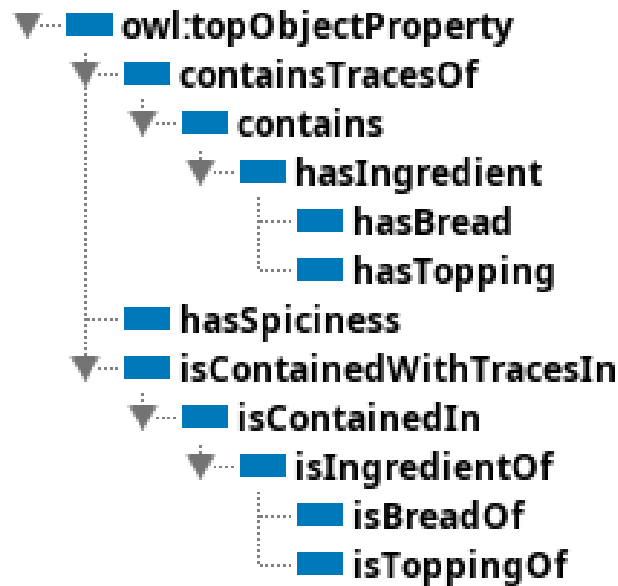 owl:topObjectProperty
containsTracesOf
contains
hasIngredient
hasBread
hasTopping
hasSpiciness
isContainedWithTracesIn
isContainedIn
isIngredientOf
isBreadOf
isToppingOf